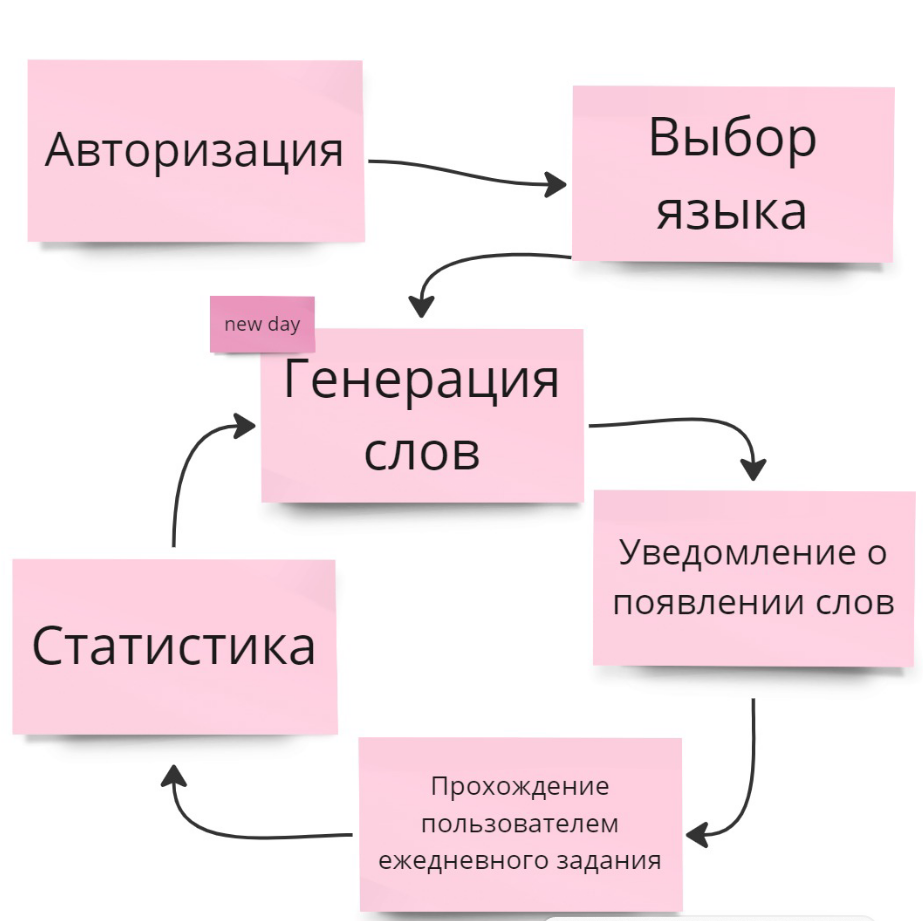 Авторизация
Выбор
языка
new day
Генерация
слов
Уведомление о
появлении слов
Статистика
Прохождение
пользователем
ежедневного задания